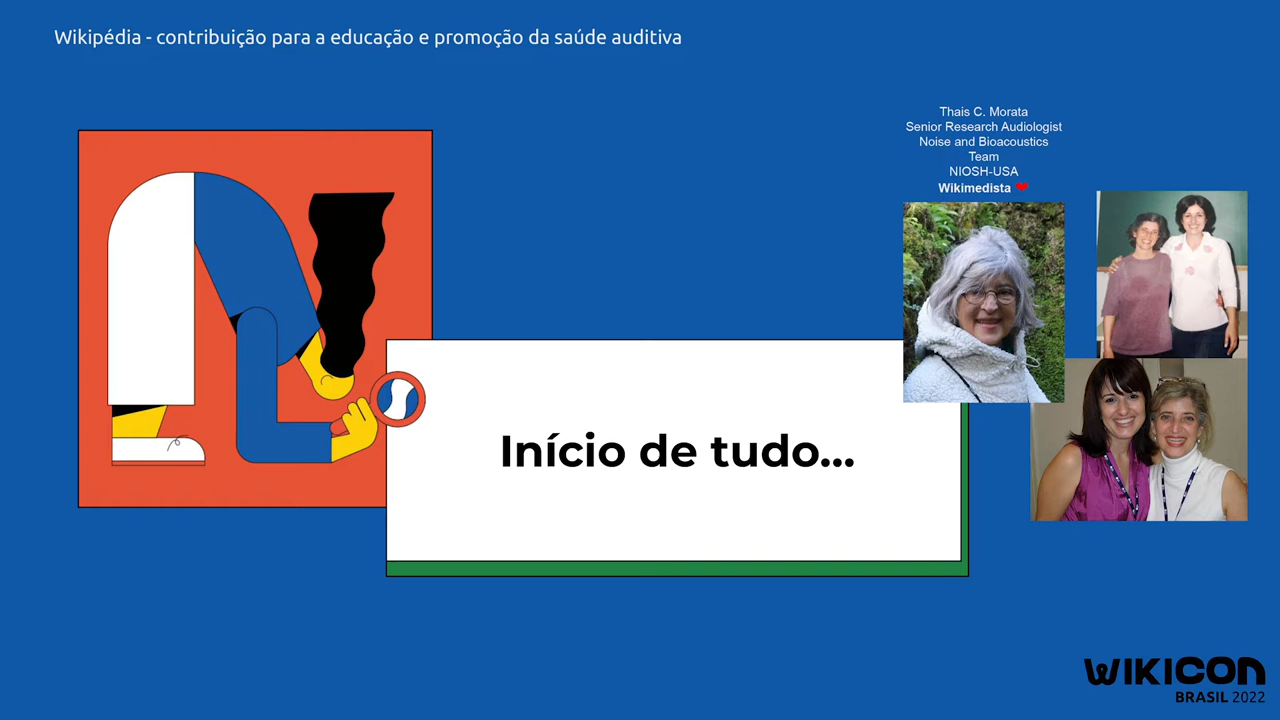 Wikipédia - contribuição para a educação e promoção da saúde auditiva
Thais C. Morata
Senior Research Audiologist
Noise and Bioacoustics
Team
NIOSH-USA
Wikimedista ❤
Início de tudo...
WIKICON
BRASIL 2022